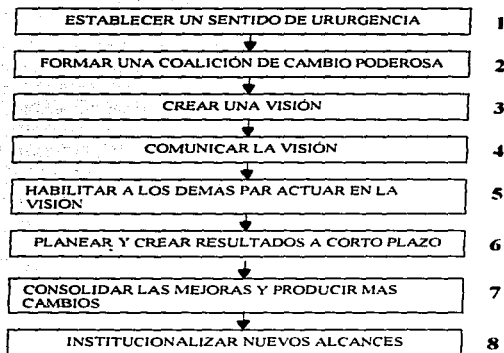 ESTABLECER UN SENTIDO DE URURGENCIA 1
FORMAR UNA COALICIÓN DE CAMBIO PODEROSA 2
CREAR UNA VISIÓN 3
COMUNICAR LA VISIÓN 4
HABILITAR A LOS DEMAS PAR ACTUAR EN LA
VISIÓN 5
PLANEAR Y CREAR RESULTADOS A CORTO PLAZO 6
CONSOLIDAR LAS MEJORAS Y PRODUCIR MAS
CAMBIOS 7
INSTITUCIONALIZAR NUEVOS ALCANCES 8